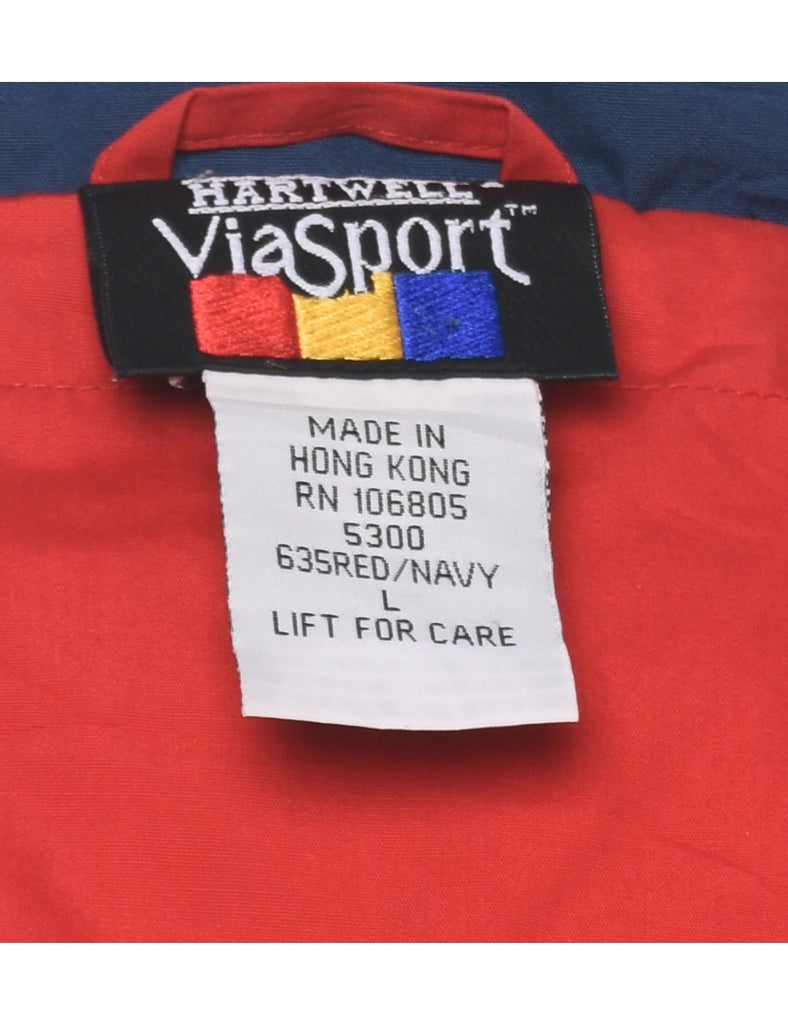 HARTWELL
ViaSport™
MADE IN
HONG KONG
RN 106805
5300
635RED/NAVY
L
LIFT FOR CARE